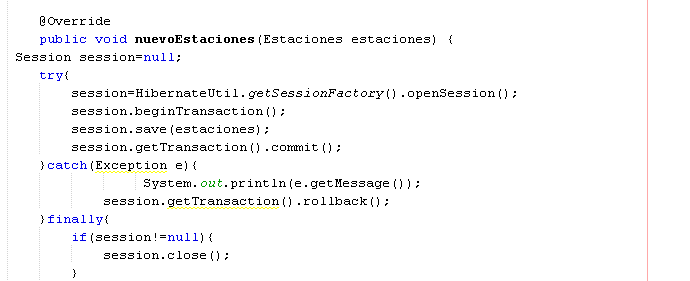 @Override
public void nuevoEstaciones(Estaciones estaciones) {
Session session=null;
try{
session=HibernateUtil.getSessionFactory().openSession();
session.beginTransaction();
session.save(estaciones);
session.getTransaction().commit();
}catch(Exception e){
System.out.println(e.getMessage());
session.getTransaction().rollback();
}finally{
if(session!=null){
session.close();
}